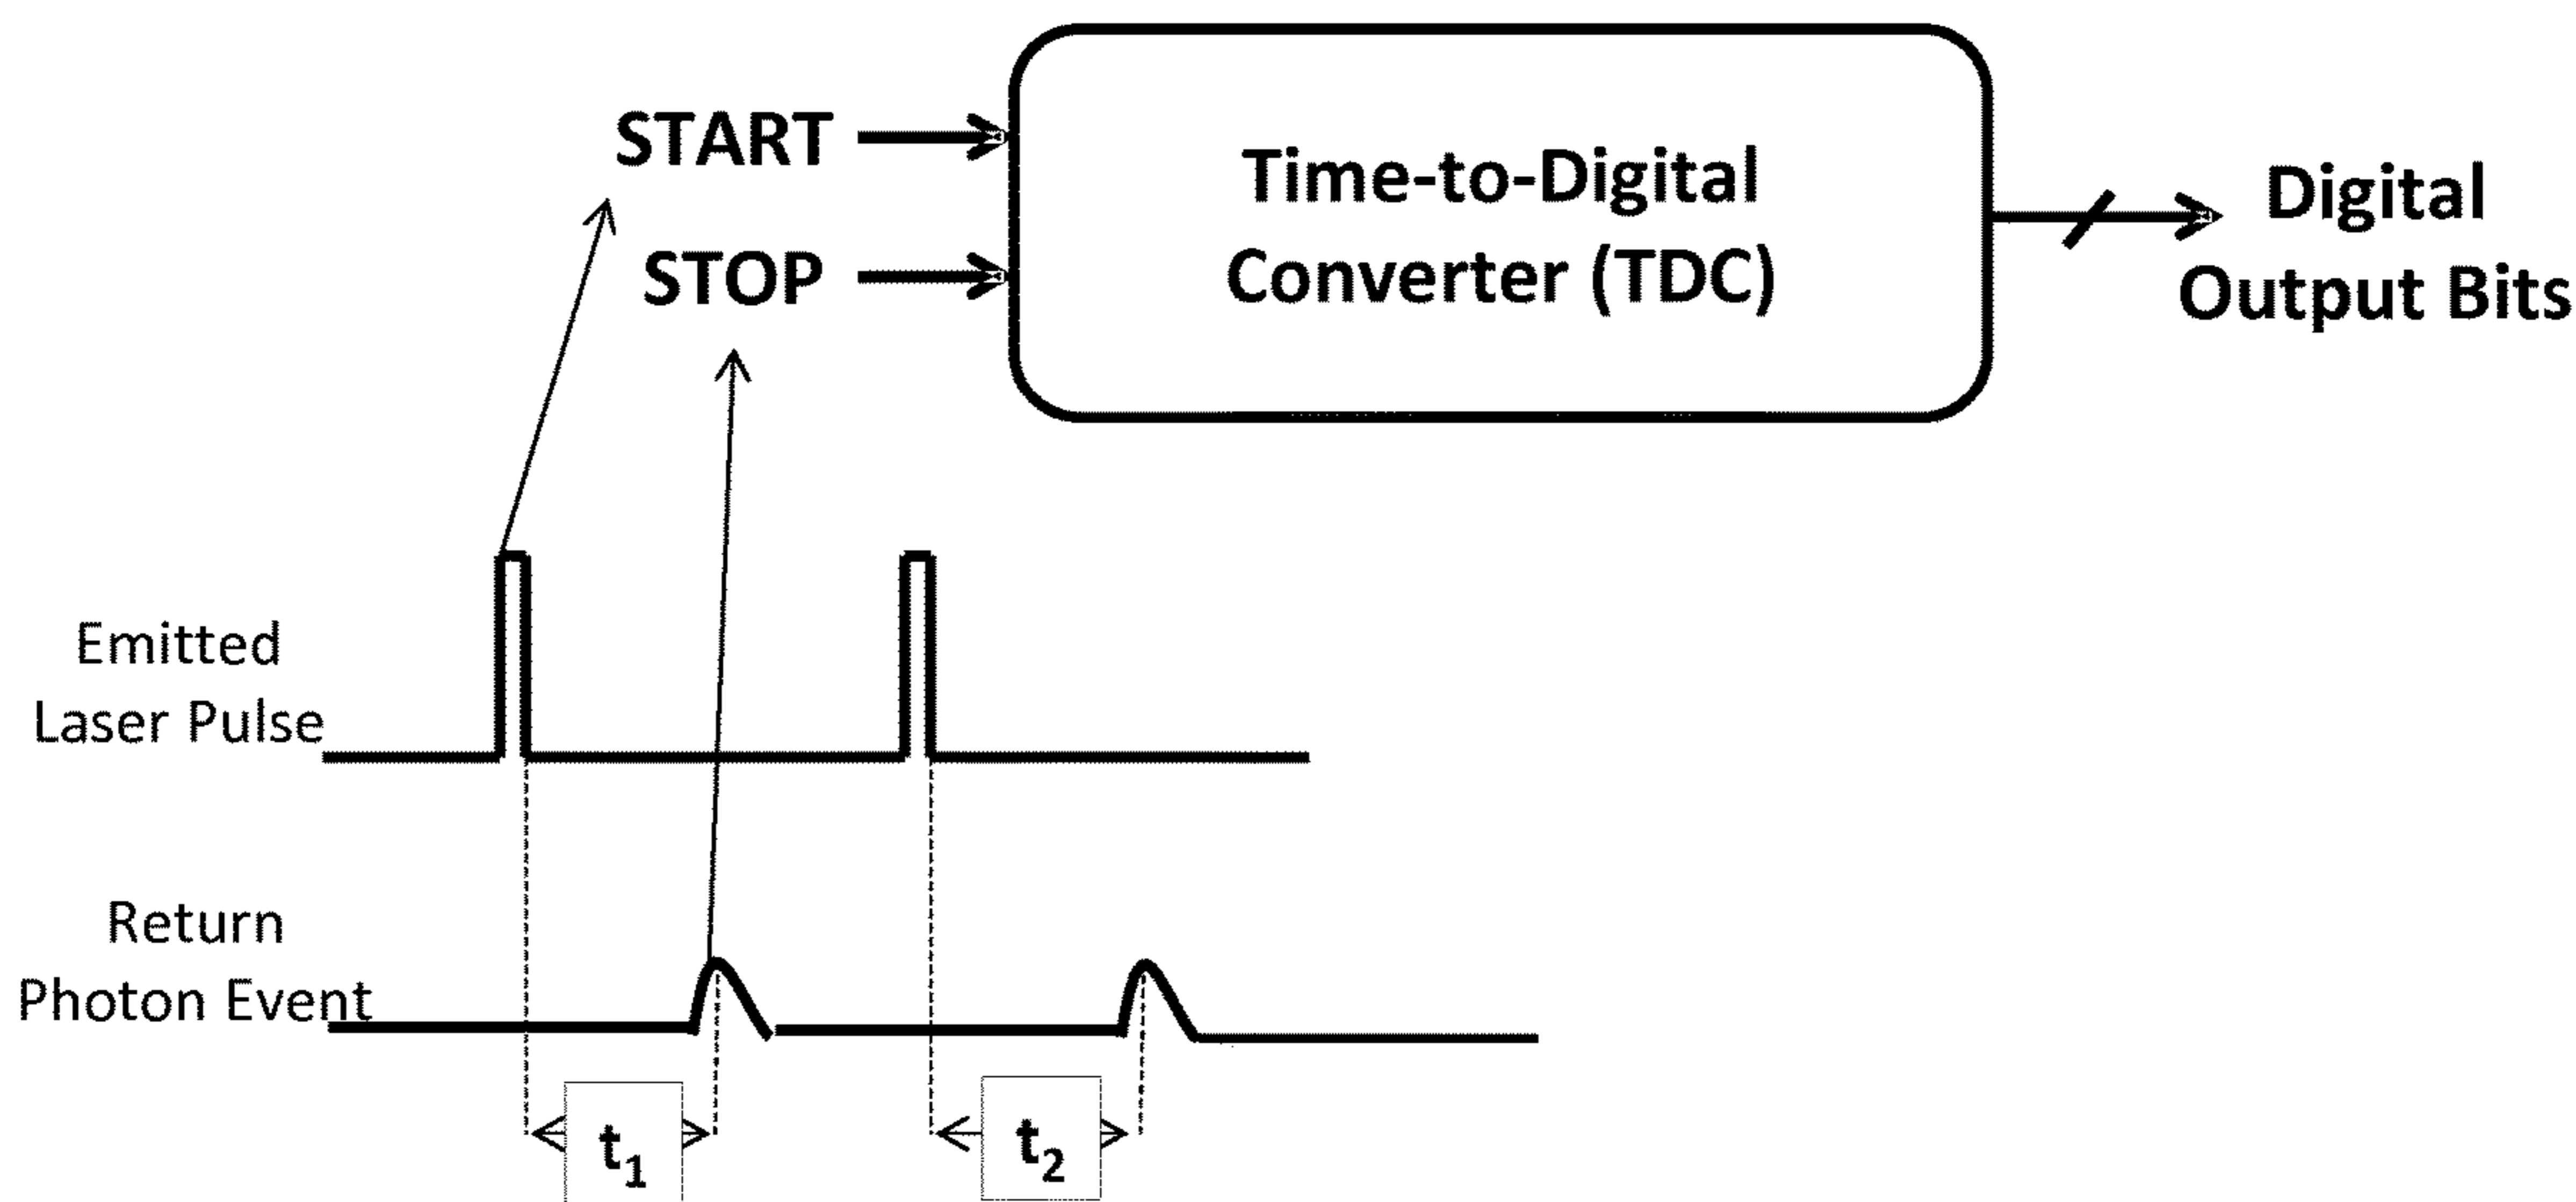 START
STOP
Time-to-Digital
Converter (TDC)
Digital
Output Bits
Emitted
Laser Pulse
Return
Photon Event
t₁
t₂